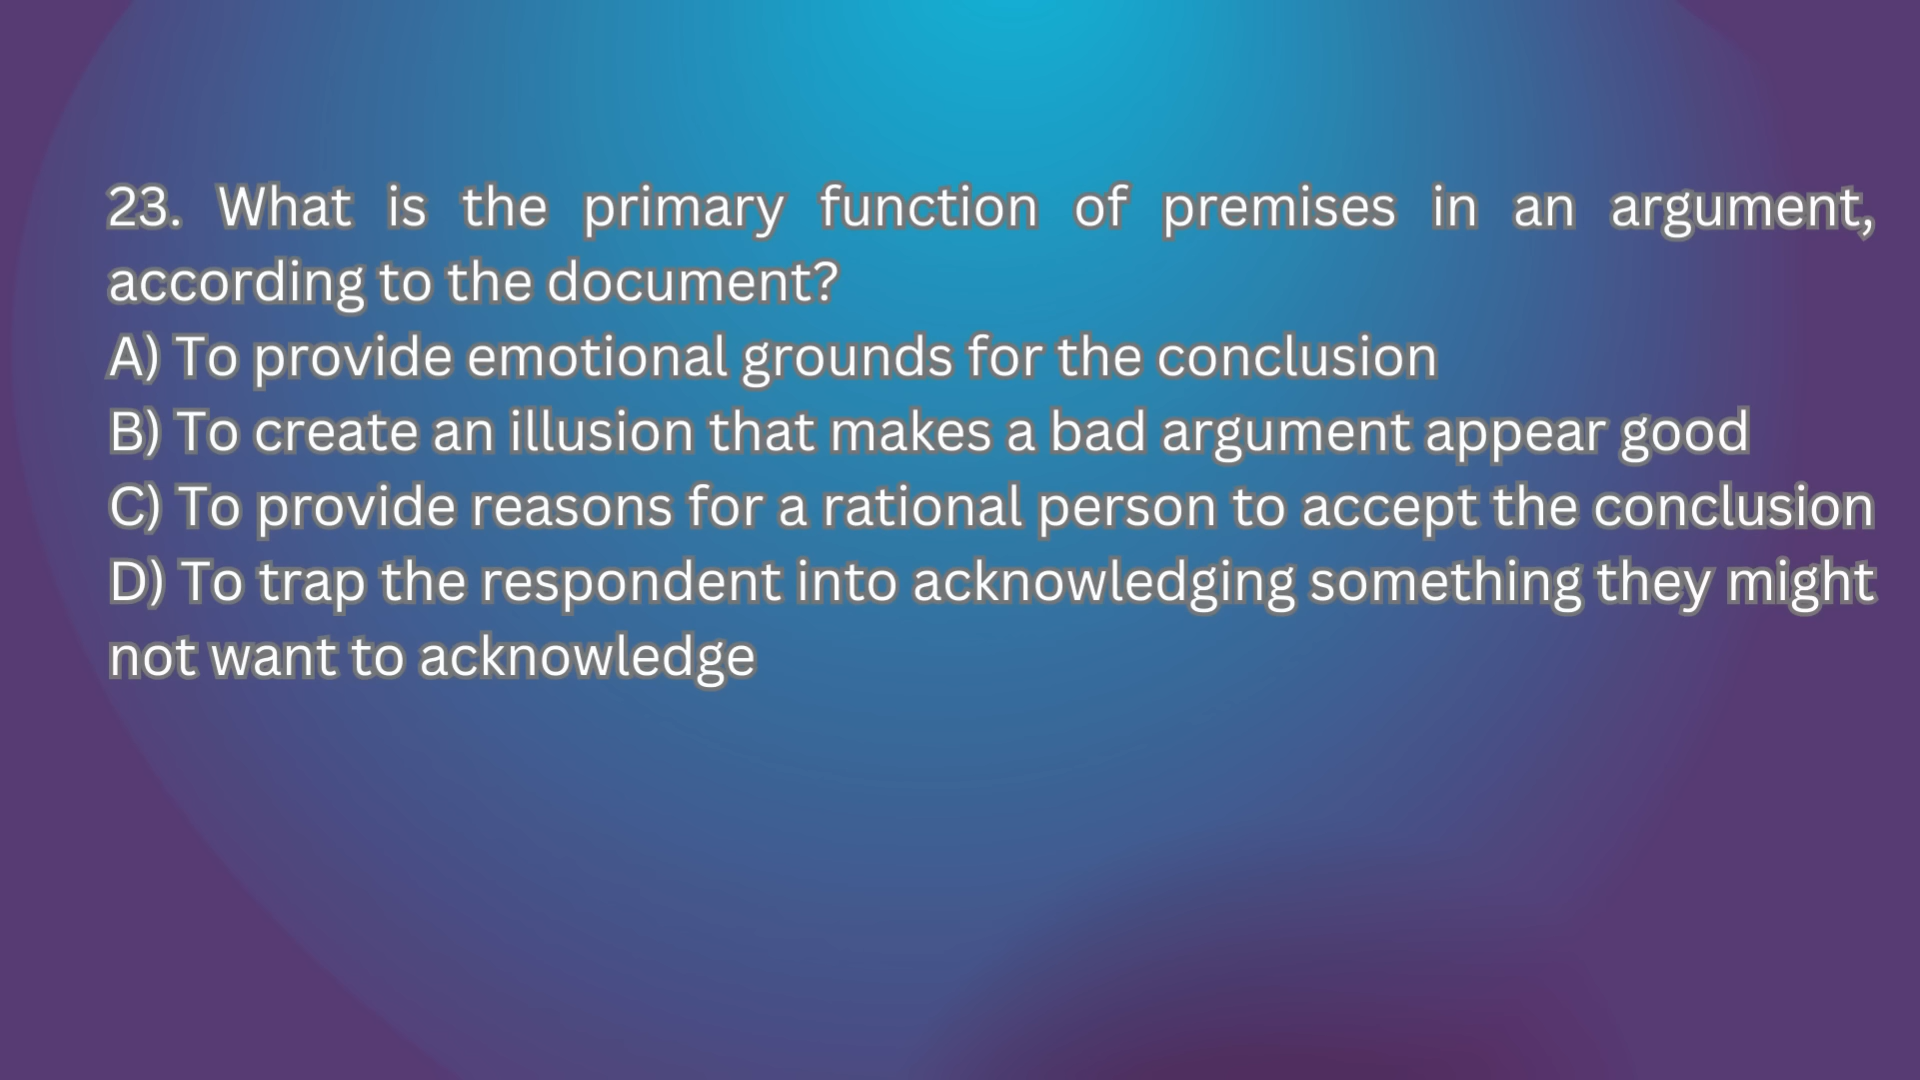 23. What is the primary function of premises in an argument,
according to the document?
A) To provide emotional grounds for the conclusion
B) To create an illusion that makes a bad argument appear good
C) To provide reasons for a rational person to accept the conclusion
D) To trap the respondent into acknowledging something they might
not want to acknowledge